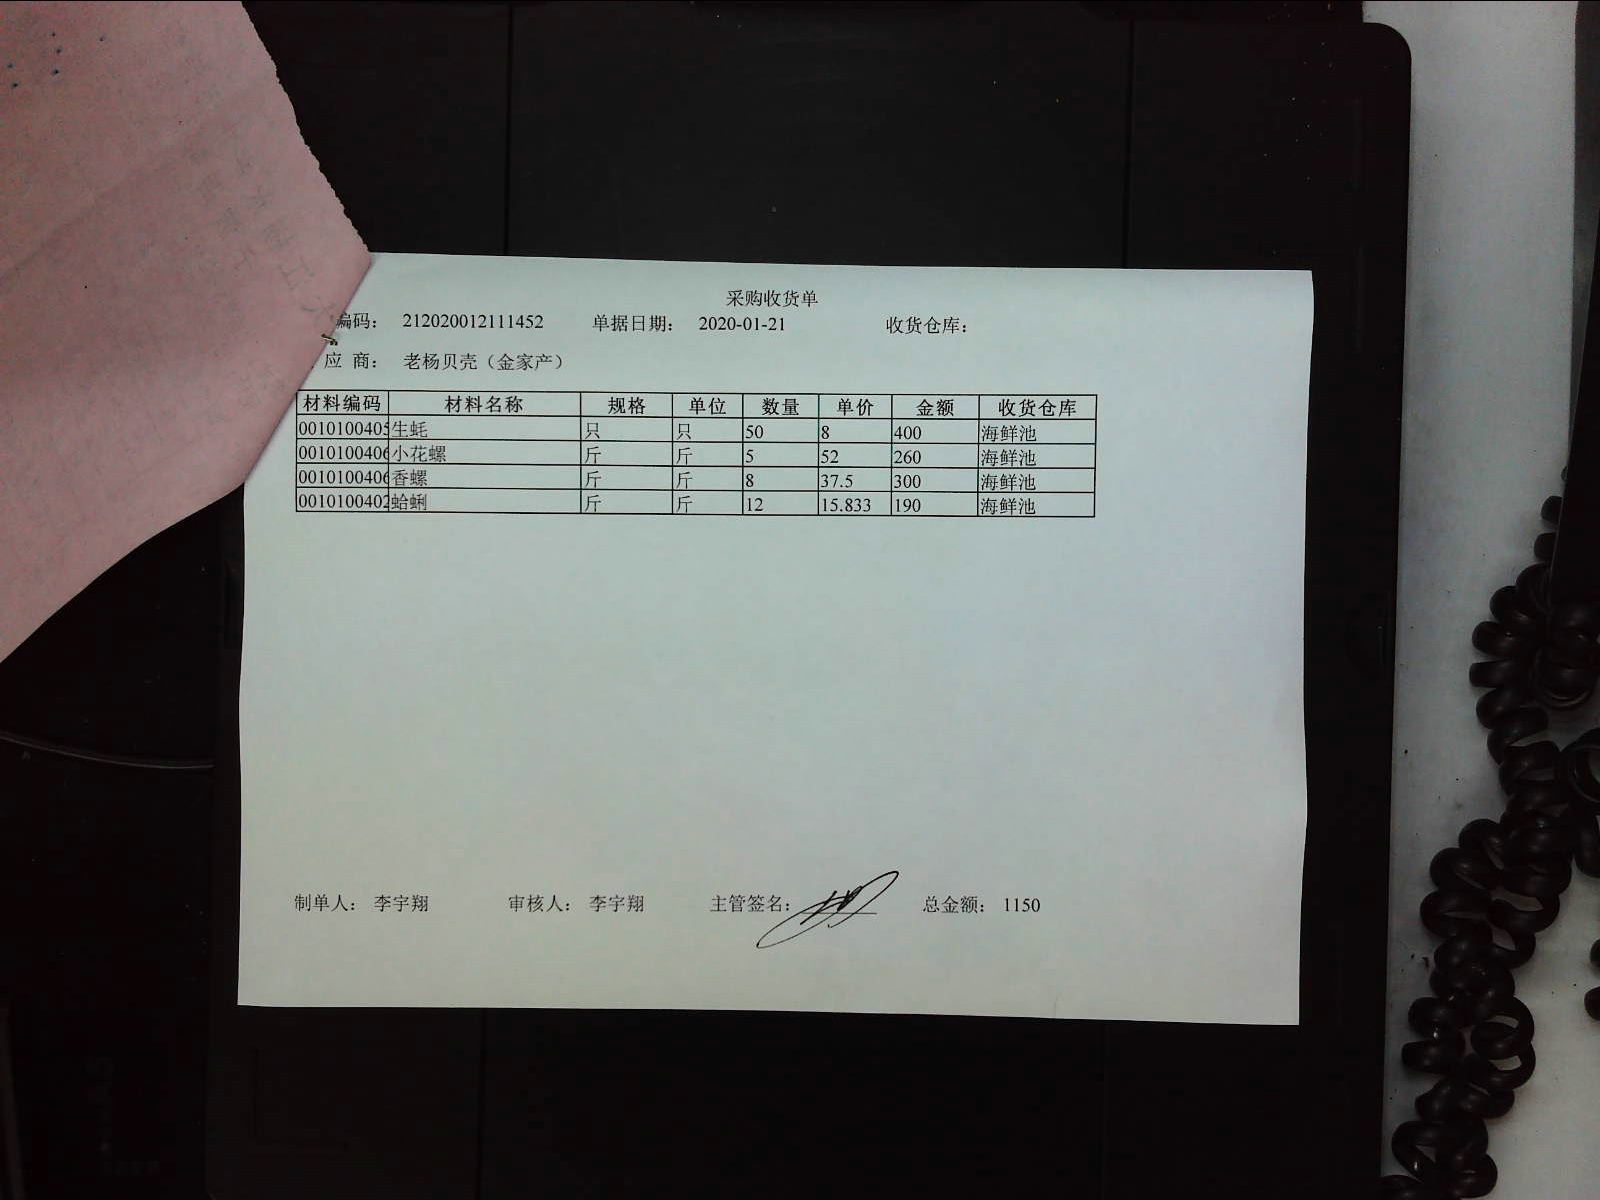 采购收货单
编码： 212020012111452 单据日期： 2020-01-21 收货仓库：
应 商： 老杨贝壳（金家产）
材料编码 材料名称 规格 单位 数量 单价 金额 收货仓库
0010100405 生蚝 只 只 50 8 400 海鲜池
0010100406 小花螺 斤 斤 5 52 260 海鲜池
0010100406 香螺 斤 斤 8 37.5 300 海鲜池
0010100402 蛤蜊 斤 斤 12 15.833 190 海鲜池
制单人： 李宇翔 审核人： 李宇翔 主管签名： 总金额： 1150